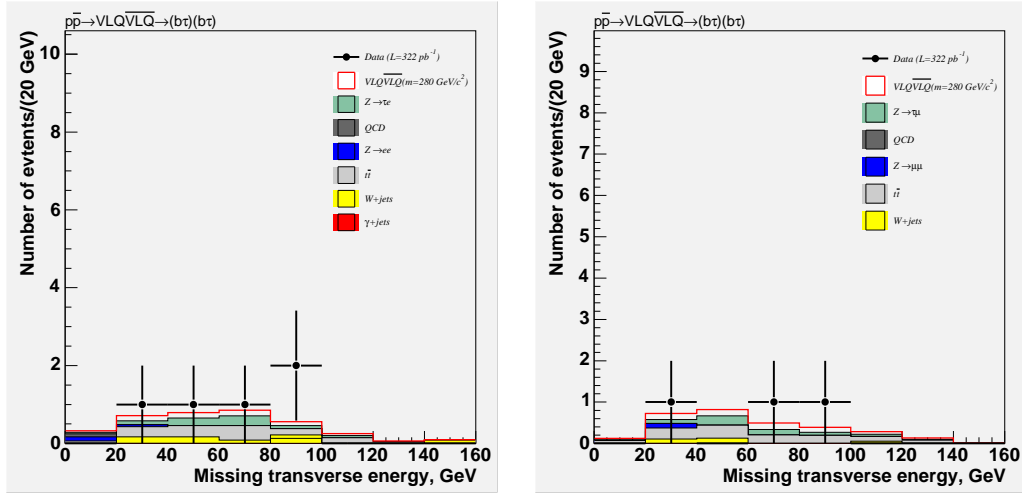 pp̅→VLQV̅L̅Q̅→(bτ)(bτ)
Number of evtents/(20 GeV)
10
8
6
4
2
0
Data (L=322 pb⁻¹)
VLQV̅L̅Q̅(m=280 GeV/c²)
Z→τe
QCD
Z→ee
tt̅
W+jets
γ+jets
0 20 40 60 80 100 120 140 160
Missing transverse energy, GeV
pp̅→VLQV̅L̅Q̅→(bτ)(bτ)
Number of evtents/(20 GeV)
9
8
7
6
5
4
3
2
1
0
Data (L=322 pb⁻¹)
VLQV̅L̅Q̅(m=280 GeV/c²)
Z→τμ
QCD
Z→μμ
tt̅
W+jets
0 20 40 60 80 100 120 140 160
Missing transverse energy, GeV